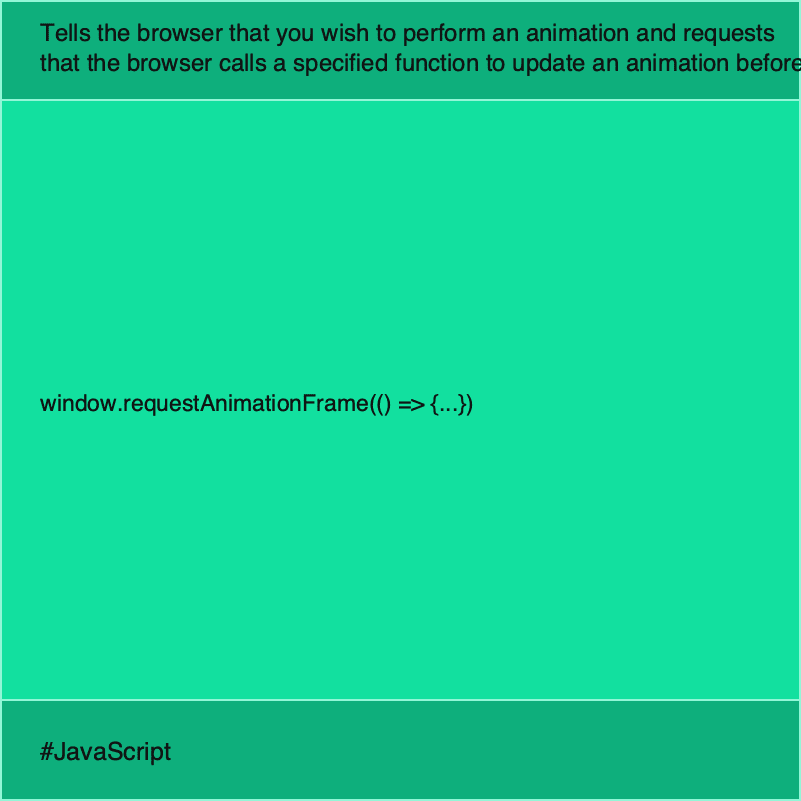 Tells the browser that you wish to perform an animation and requests
that the browser calls a specified function to update an animation before
window.requestAnimationFrame(() => {...})
#JavaScript